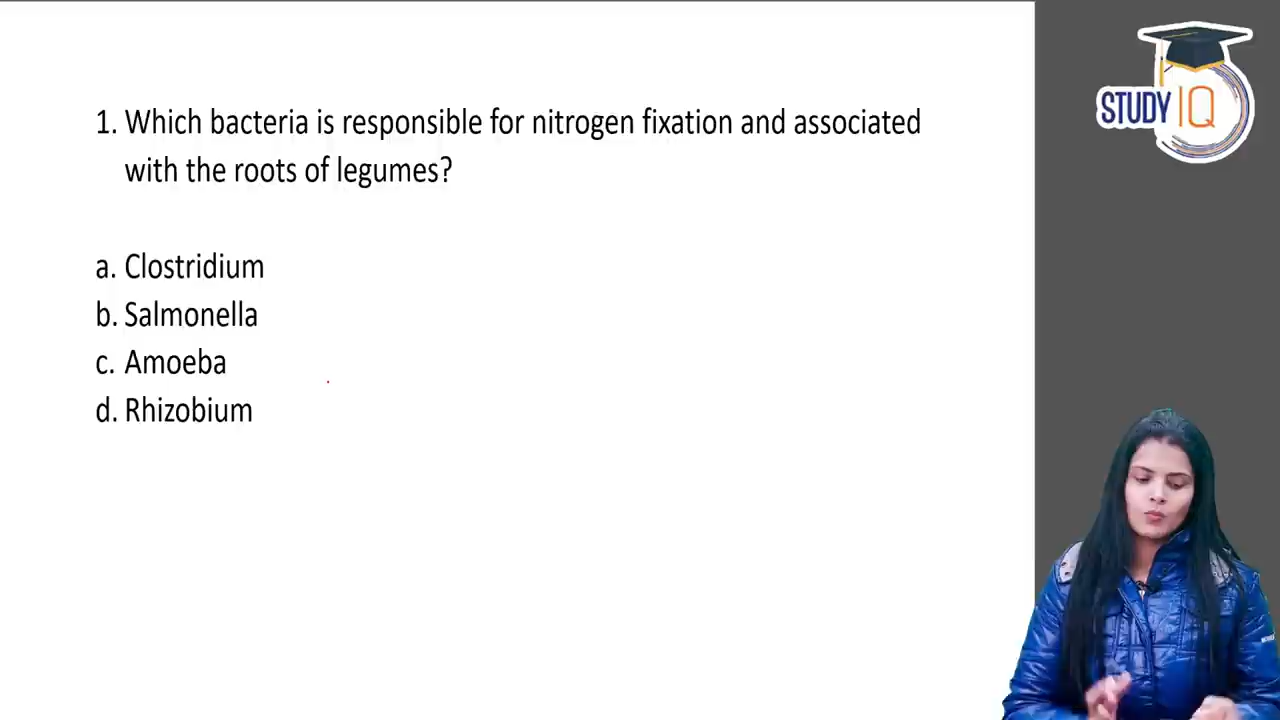 1. Which bacteria is responsible for nitrogen fixation and associated
with the roots of legumes?
a. Clostridium
b. Salmonella
c. Amoeba
d. Rhizobium
STUDY IQ